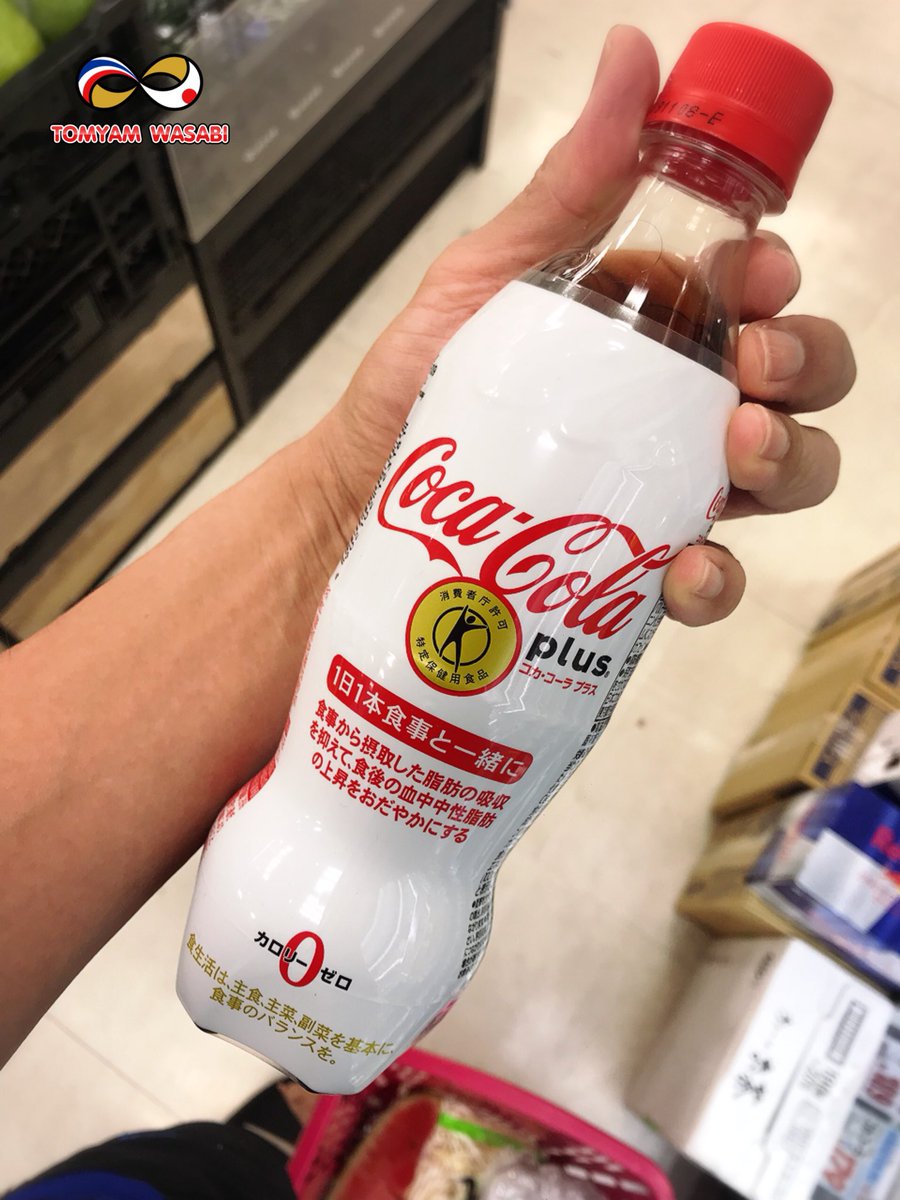 TOMYAM WASABI
Coca-Cola
plus
コカ・コーラ プラス
消費者庁許可
特定保健用食品
1日1本食事と一緒に
食事から摂取した脂肪の吸収
を抑えて、食後の血中中性脂肪
の上昇をおだやかにする
カロリー0ゼロ
食生活は、主食、主菜、副菜を基本に、
食事のバランスを。